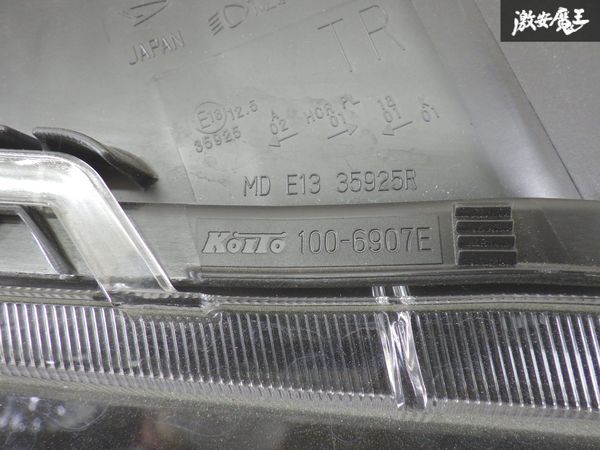 激安魔王
JAPAN
TR
E13 12.5
35925
A HCR PL 19 K
02 01 01 01
MD E13 35925R
KOITO 100-6907E